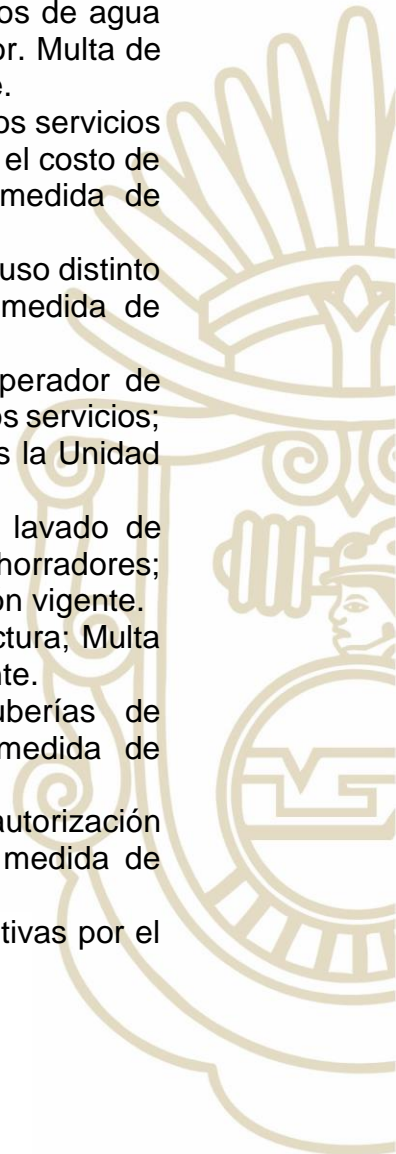 os de agua
or. Multa de
e.
os servicios
el costo de
medida de
uso distinto
medida de
perador de
os servicios;
s la Unidad
lavado de
horradores;
ón vigente.
ctura; Multa
nte.
uberías de
medida de
autorización
medida de
tivas por el